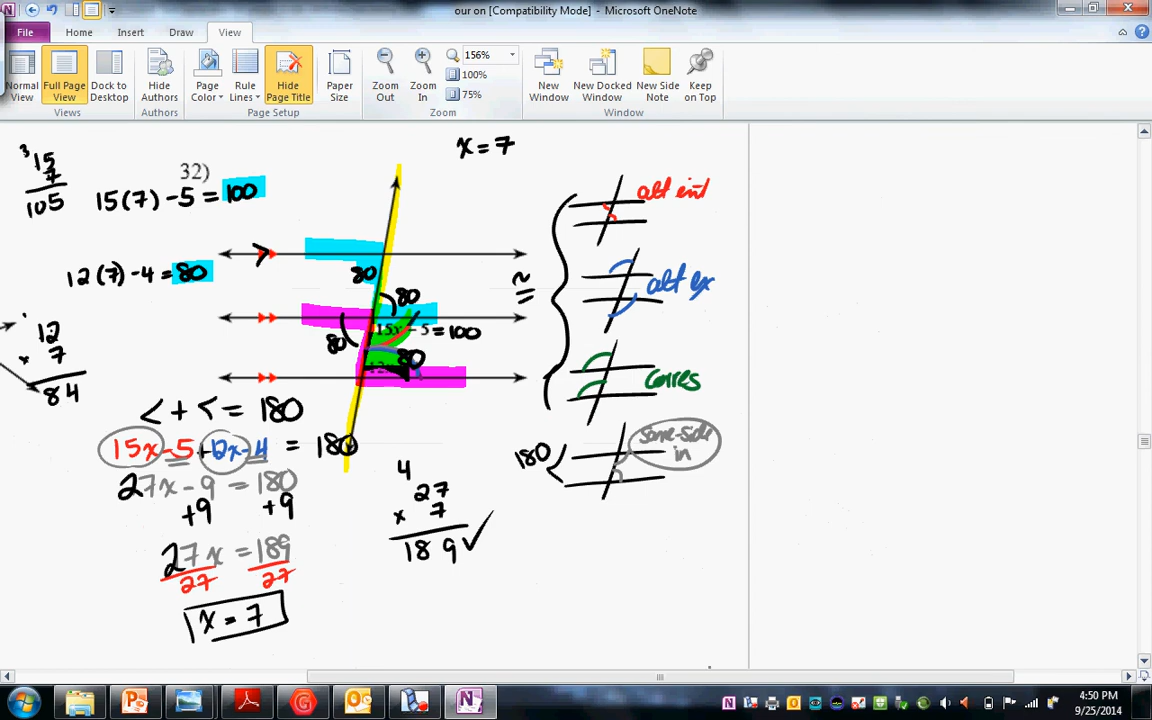 our on [Compatibility Mode] - Microsoft OneNote
File Home Insert Draw View
Normal View
Full Page View
Dock to Desktop
Hide Authors
Page Color
Rule Lines
Hide Page Title
Paper Size
Zoom Out
Zoom In
156%
100%
75%
New Window
New Docked Window
New Side Note
Keep on Top
Views Authors Page Setup Zoom Window
x = 7
3
15
7
105
32)
15(7) -5 = 100
12(7) -4 = 80
12
x 7
84
80
80
15x - 5 = 100
80
80
< + < = 180
15x-5+12x-4 = 180
27x - 9 = 180
+9 +9
27x = 189
27 27
x = 7
4
27
x 7
189 ✓
≅
alt int
alt ex
corres
180
same-side
in
4:50 PM
9/25/2014